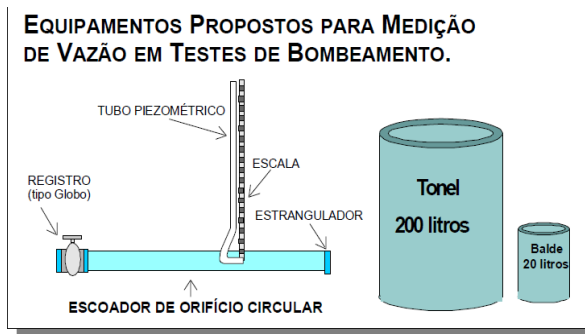 EQUIPAMENTOS PROPOSTOS PARA MEDIÇÃO
DE VAZÃO EM TESTES DE BOMBEAMENTO.
TUBO PIEZOMÉTRICO
ESCALA
REGISTRO
(tipo Globo)
ESTRANGULADOR
ESCOADOR DE ORIFÍCIO CIRCULAR
Tonel
200 litros
Balde
20 litros